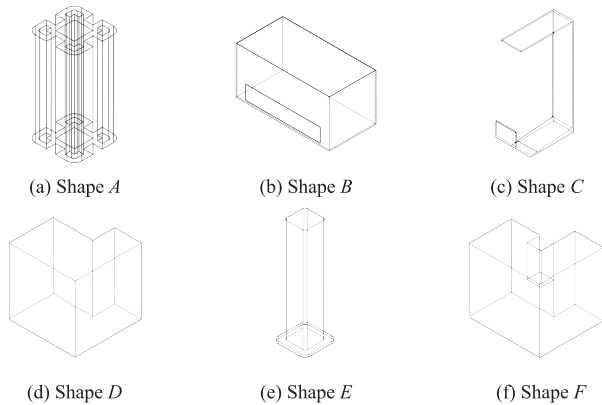 (a) Shape A
(b) Shape B
(c) Shape C
(d) Shape D
(e) Shape E
(f) Shape F